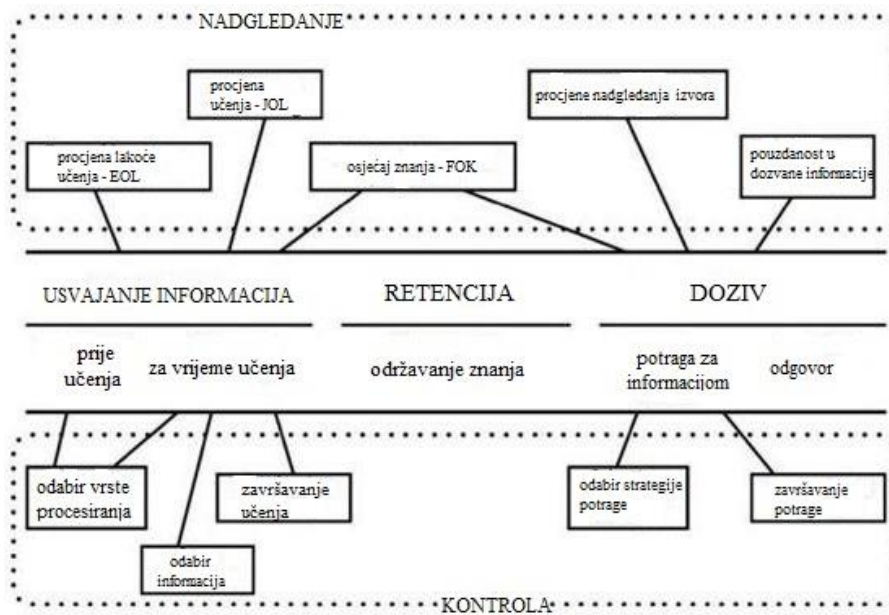 NADGLEDANJE
procjena
učenja - JOL
procjene nadgledanja izvora
procjena lakoće
učenja - EOL
osjećaj znanja - FOK
pouzdanost u
dozvane informacije
USVAJANJE INFORMACIJA
RETENCIJA
DOZIV
prije
učenja
za vrijeme učenja
održavanje znanja
potraga za
informacijom
odgovor
odabir vrste
procesiranja
završavanje
učenja
odabir strategije
potrage
završavanje
potrage
odabir
informacija
KONTROLA